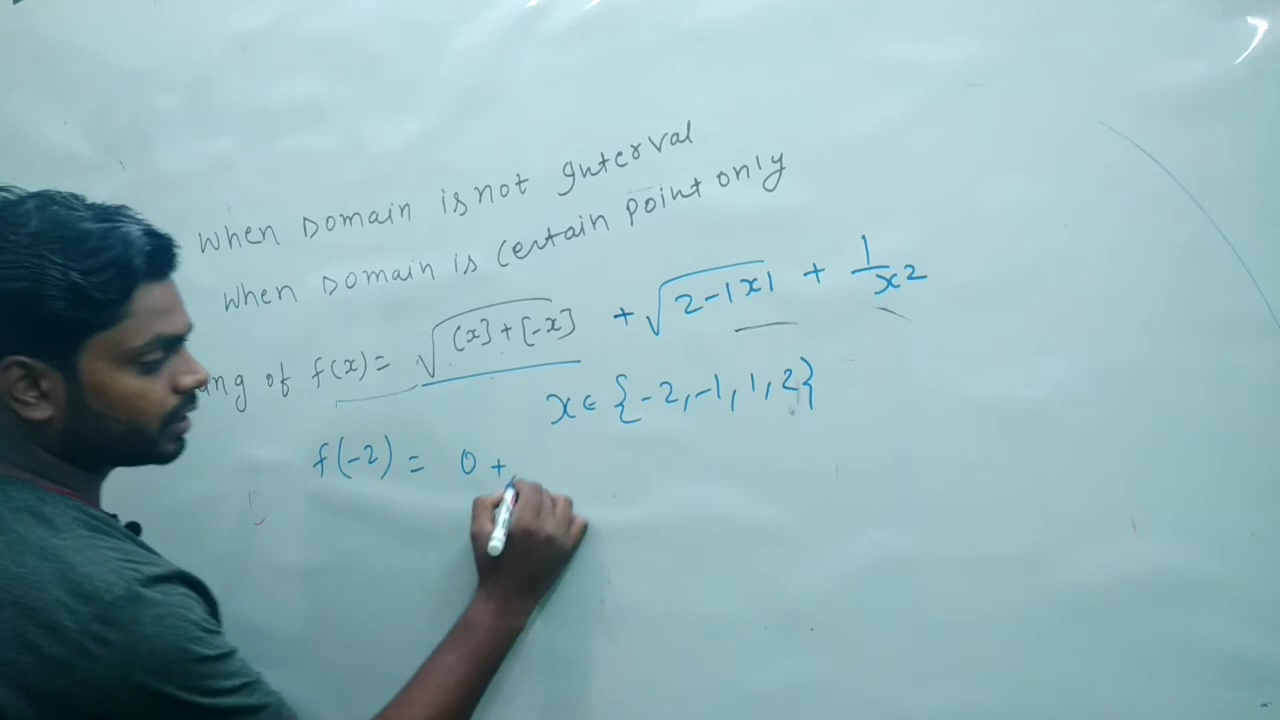 When Domain is not Interval
When Domain is certain point only
ang of f(x) = √([x] + [-x]) + √(2-|x|) + 1/x2
x ∈ {-2, -1, 1, 2}
f(-2) = 0 +